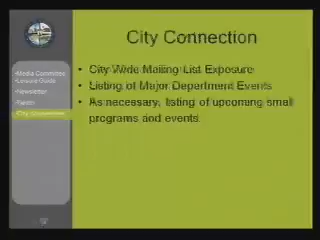 City Connection
•Media Committee
•Leisure Guide
•Newsletter
•City Connection
• City Wide Mailing List Exposure
• Listing of Major Department Events
• As necessary, listing of upcoming small
programs and events